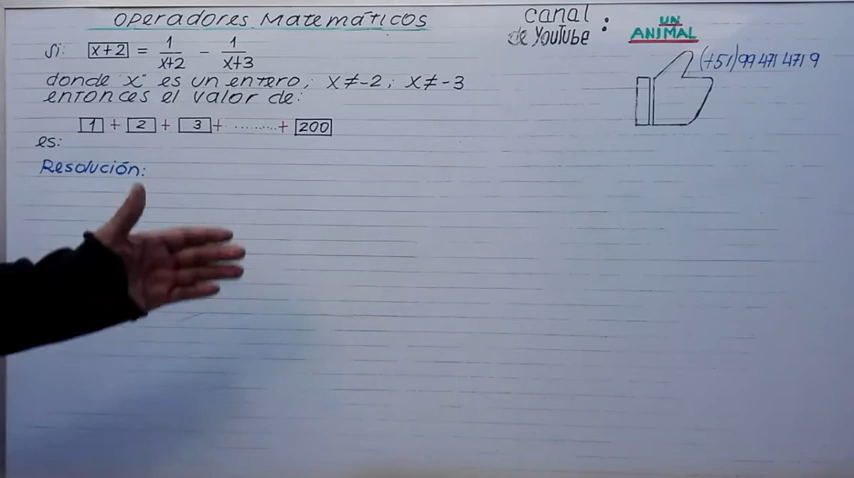 Operadores Matemáticos
Si: x+2 = 1/x+2 - 1/x+3
donde "x" es un entero; x ≠ -2; x ≠ -3
entonces el valor de:
1 + 2 + 3 + .......... + 200
es:
Resolución:
canal de YouTube :
UN
ANIMAL
(+51) 99 471 471 9